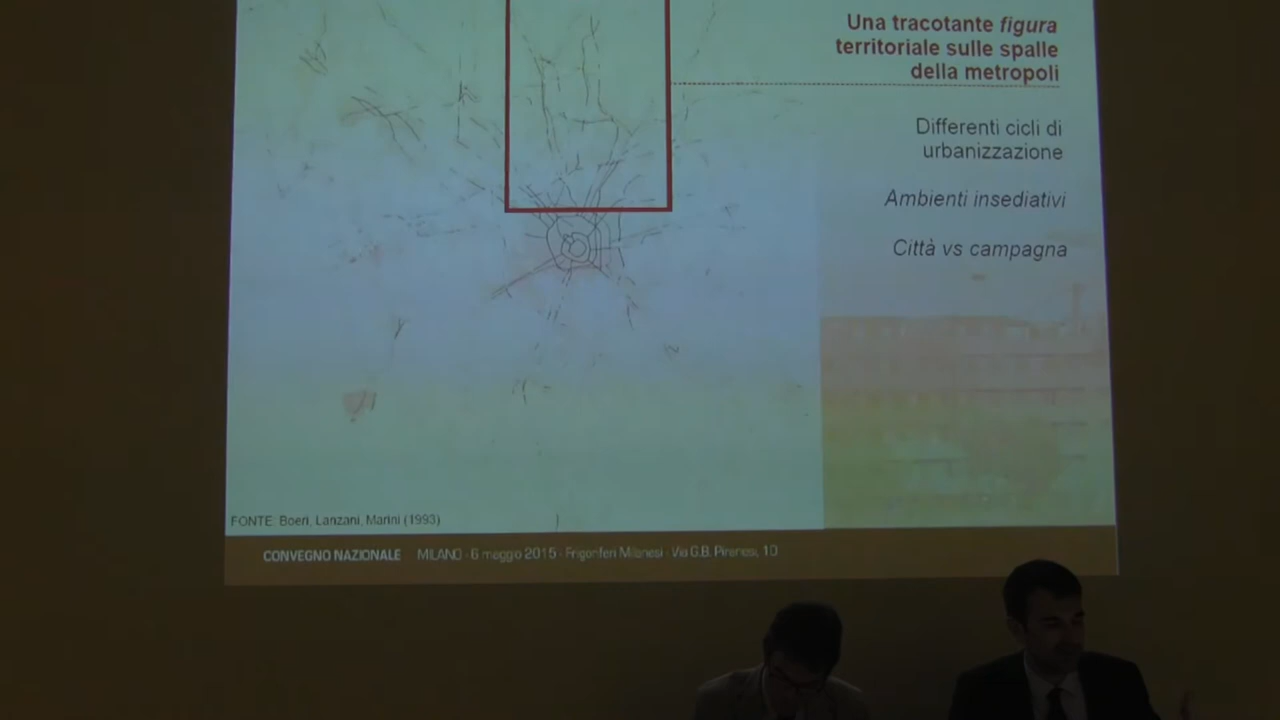 Una tracotante figura
territoriale sulle spalle
della metropoli
Differenti cicli di
urbanizzazione
Ambienti insediativi
Città vs campagna
FONTE: Boeri, Lanzani, Marini (1993)
CONVEGNO NAZIONALE MILANO - 6 maggio 2015 - Frigoriferi Milanesi - Via G.B. Piranesi, 10